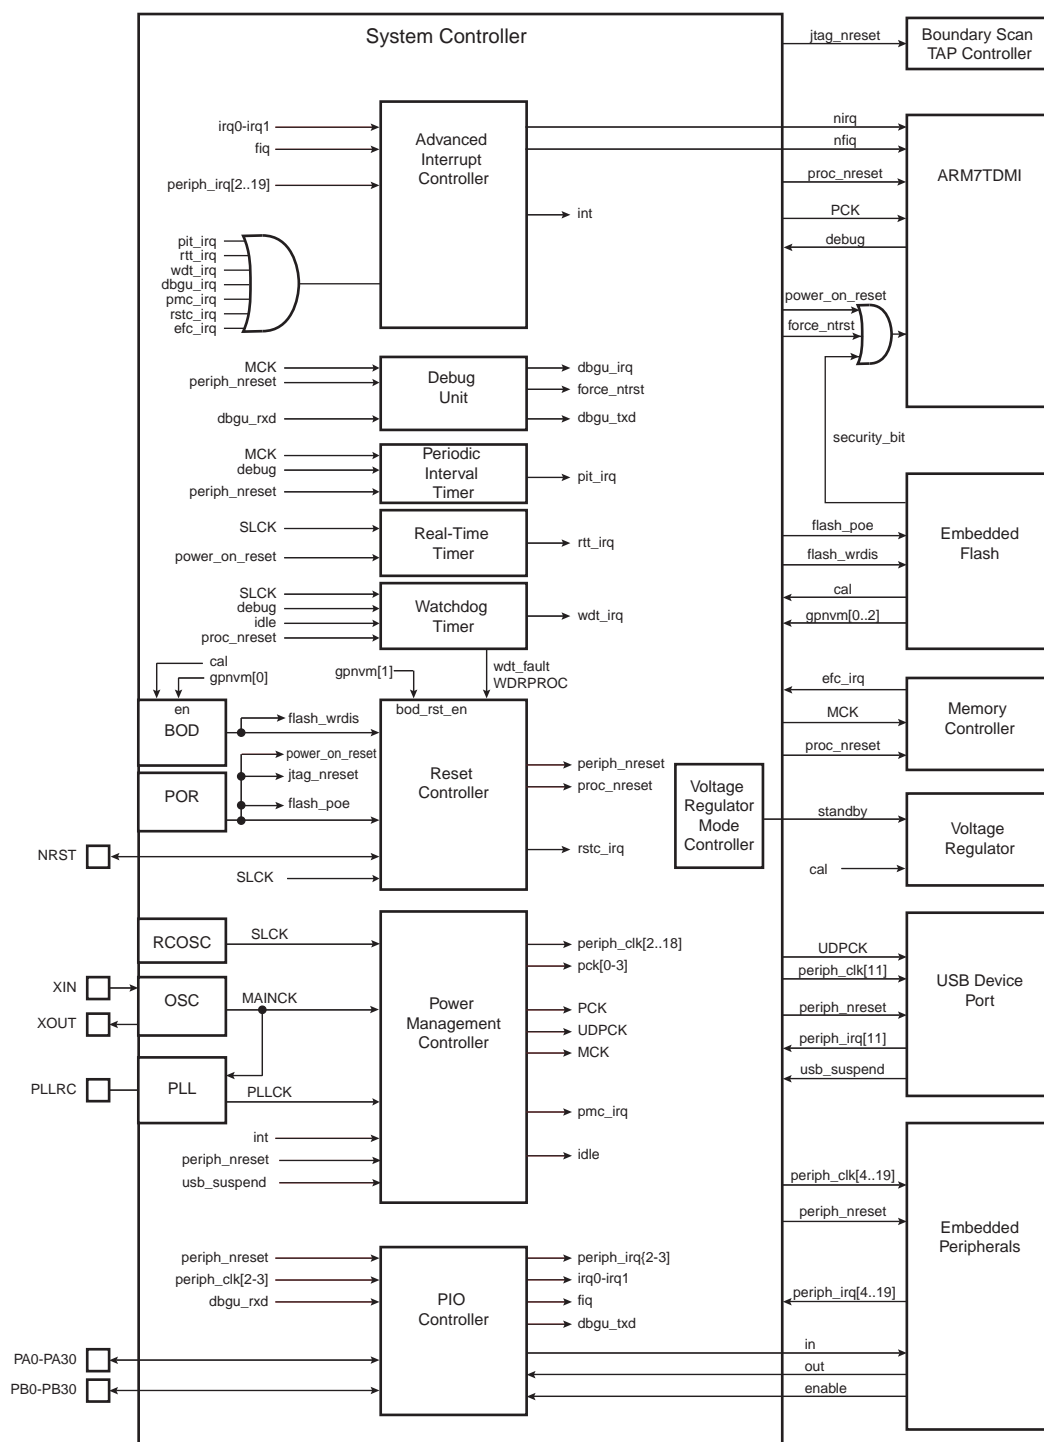 System Controller
jtag_nreset
Boundary Scan
TAP Controller
irq0-irq1
fiq
periph_irq[2..19]
Advanced
Interrupt
Controller
int
nirq
nfiq
proc_nreset
PCK
debug
ARM7TDMI
pit_irq
rtt_irq
wdt_irq
dbgu_irq
pmc_irq
rstc_irq
efc_irq
power_on_reset
force_ntrst
security_bit
MCK
periph_nreset
dbgu_rxd
Debug
Unit
dbgu_irq
force_ntrst
dbgu_txd
MCK
debug
periph_nreset
Periodic
Interval
Timer
pit_irq
SLCK
power_on_reset
Real-Time
Timer
rtt_irq
flash_poe
flash_wrdis
cal
gpnvm[0..2]
Embedded
Flash
SLCK
debug
idle
proc_nreset
Watchdog
Timer
wdt_irq
wdt_fault
WDRPROC
cal
gpnvm[0]
gpnvm[1]
en
BOD
flash_wrdis
bod_rst_en
Reset
Controller
efc_irq
MCK
proc_nreset
Memory
Controller
POR
power_on_reset
jtag_nreset
flash_poe
periph_nreset
proc_nreset
rstc_irq
Voltage
Regulator
Mode
Controller
standby
cal
Voltage
Regulator
NRST
SLCK
RCOSC
SLCK
XIN
XOUT
OSC
MAINCK
PLLRC
PLL
PLLCK
int
periph_nreset
usb_suspend
Power
Management
Controller
periph_clk[2..18]
pck[0-3]
PCK
UDPCK
MCK
pmc_irq
idle
UDPCK
periph_clk[11]
periph_nreset
periph_irq[11]
usb_suspend
USB Device
Port
periph_clk[4..19]
periph_nreset
periph_irq[4..19]
Embedded
Peripherals
periph_nreset
periph_clk[2-3]
dbgu_rxd
PIO
Controller
periph_irq{2-3]
irq0-irq1
fiq
dbgu_txd
in
out
enable
PA0-PA30
PB0-PB30